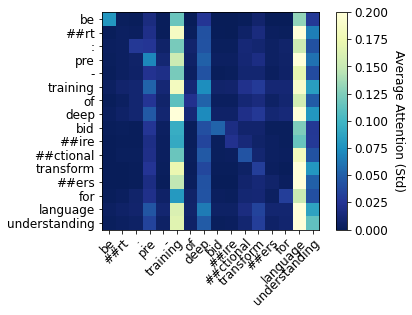 be
##rt
:
pre
-
training
of
deep
bid
##ire
##ctional
transform
##ers
for
language
understanding
be
##rt
:
pre
-
training
of
deep
bid
##ire
##ctional
transform
##ers
for
language
understanding
0.200
0.175
0.150
0.125
0.100
0.075
0.050
0.025
0.000
Average Attention (Std)